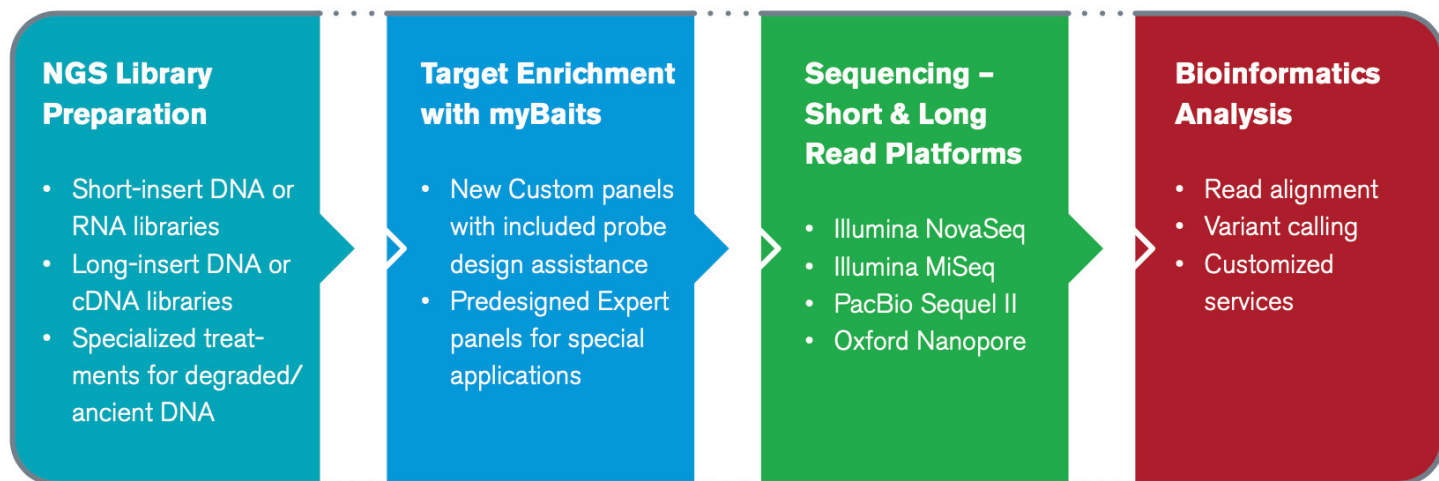 NGS Library
Preparation
• Short-insert DNA or
RNA libraries
• Long-insert DNA or
cDNA libraries
• Specialized treat-
ments for degraded/
ancient DNA
Target Enrichment
with myBaits
• New Custom panels
with included probe
design assistance
• Predesigned Expert
panels for special
applications
Sequencing –
Short & Long
Read Platforms
• Illumina NovaSeq
• Illumina MiSeq
• PacBio Sequel II
• Oxford Nanopore
Bioinformatics
Analysis
• Read alignment
• Variant calling
• Customized
services